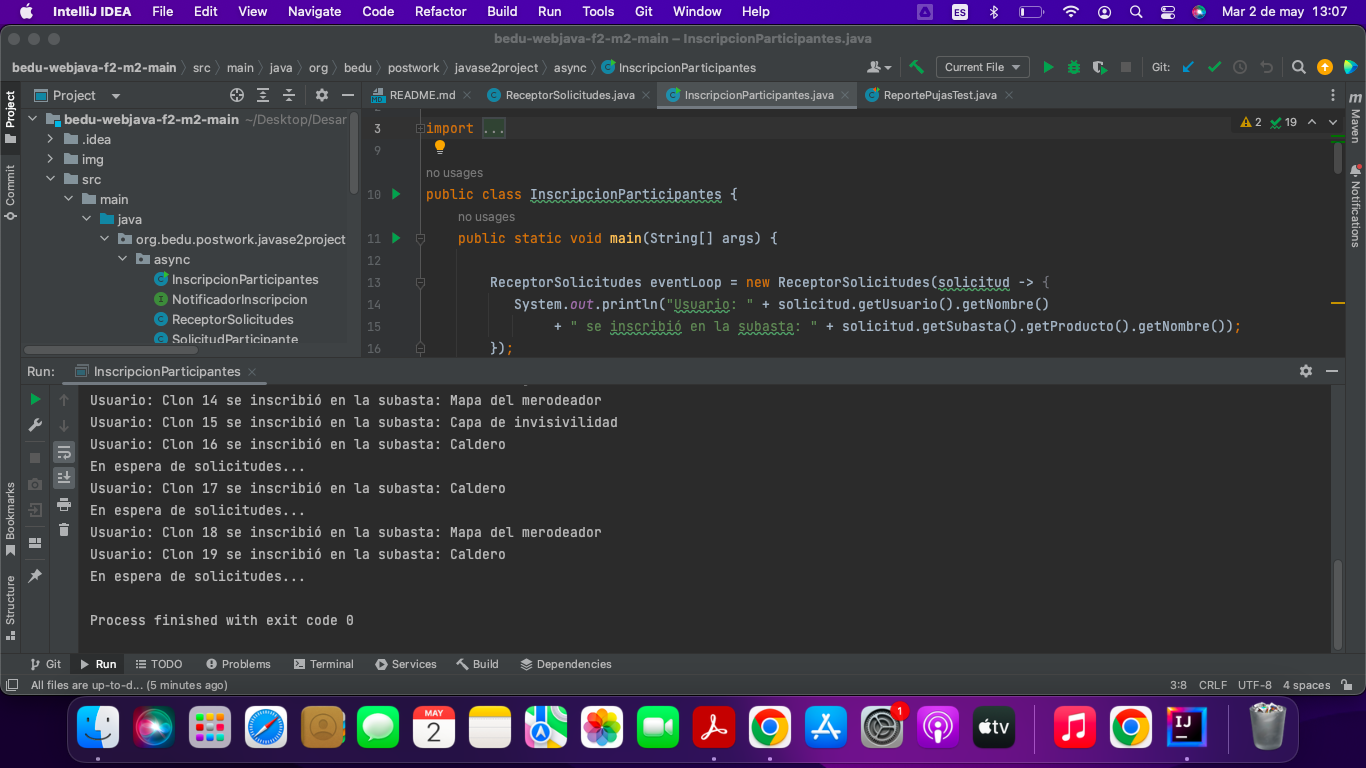 IntelliJ IDEA File Edit View Navigate Code Refactor Build Run Tools Git Window Help ES Mar 2 de may 13:07
bedu-webjava-f2-m2-main – InscripcionParticipantes.java
bedu-webjava-f2-m2-main src main java org bedu postwork javase2project async InscripcionParticipantes Current File Git:
Project README.md ReceptorSolicitudes.java InscripcionParticipantes.java ReportePujasTest.java
bedu-webjava-f2-m2-main ~/Desktop/Desar
.idea
img
src
main
java
org.bedu.postwork.javase2project
async
InscripcionParticipantes
NotificadorInscripcion
ReceptorSolicitudes
SolicitudParticipante
Project
Commit
Bookmarks
Structure
m Maven
Notifications
2 19
3 import ...
9
no usages
10 public class InscripcionParticipantes {
no usages
11 public static void main(String[] args) {
12
13 ReceptorSolicitudes eventLoop = new ReceptorSolicitudes(solicitud -> {
14 System.out.println("Usuario: " + solicitud.getUsuario().getNombre()
15 + " se inscribió en la subasta: " + solicitud.getSubasta().getProducto().getNombre());
16 });
Run: InscripcionParticipantes
Usuario: Clon 14 se inscribió en la subasta: Mapa del merodeador
Usuario: Clon 15 se inscribió en la subasta: Capa de invisivilidad
Usuario: Clon 16 se inscribió en la subasta: Caldero
En espera de solicitudes...
Usuario: Clon 17 se inscribió en la subasta: Caldero
En espera de solicitudes...
Usuario: Clon 18 se inscribió en la subasta: Mapa del merodeador
Usuario: Clon 19 se inscribió en la subasta: Caldero
En espera de solicitudes...
Process finished with exit code 0
Git Run TODO Problems Terminal Services Build Dependencies
All files are up-to-d... (5 minutes ago) 3:8 CRLF UTF-8 4 spaces
MAY
2
1
tv
IJ